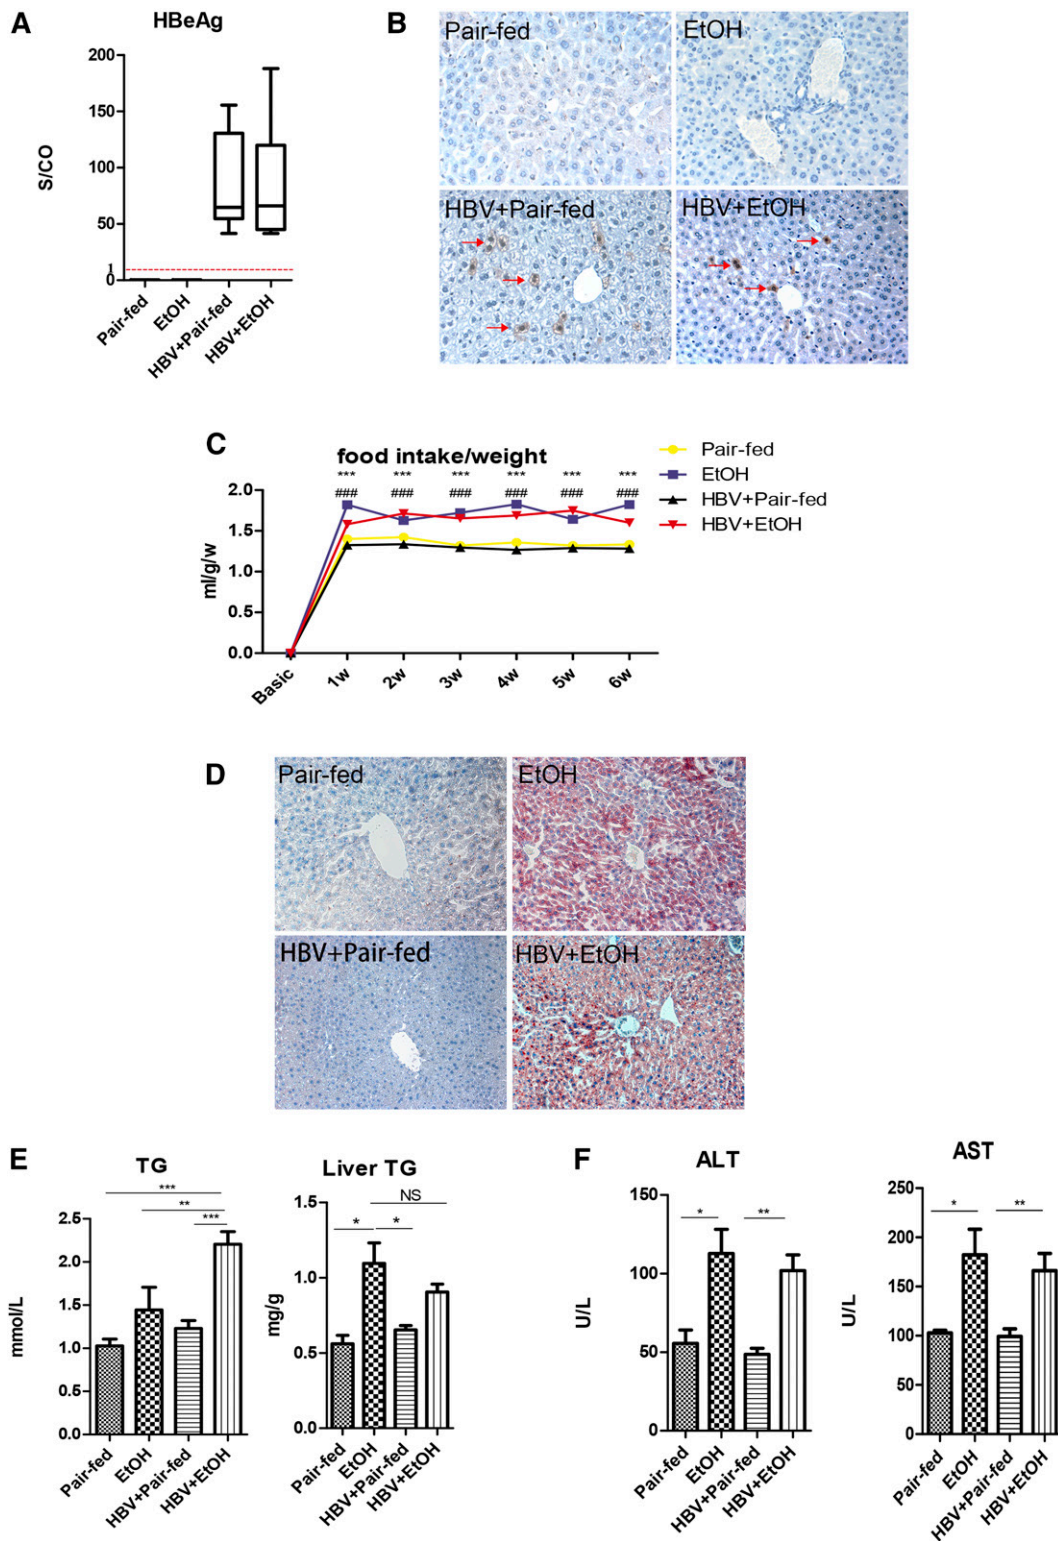 A
HBeAg
S/CO
200
150
100
50
1
0
Pair-fed
EtOH
HBV+Pair-fed
HBV+EtOH
B
Pair-fed
EtOH
HBV+Pair-fed
HBV+EtOH
C
food intake/weight
*** *** *** *** *** ***
### ### ### ### ### ###
ml/g/w
2.0
1.5
1.0
0.5
0.0
Basic
1w
2w
3w
4w
5w
6w
Pair-fed
EtOH
HBV+Pair-fed
HBV+EtOH
D
Pair-fed
EtOH
HBV+Pair-fed
HBV+EtOH
E
TG
***
**
***
mmol/L
2.5
2.0
1.5
1.0
0.5
0.0
Pair-fed
EtOH
HBV+Pair-fed
HBV+EtOH
Liver TG
NS
* *
mg/g
1.5
1.0
0.5
0.0
Pair-fed
EtOH
HBV+Pair-fed
HBV+EtOH
F
ALT
* **
U/L
150
100
50
0
Pair-fed
EtOH
HBV+Pair-fed
HBV+EtOH
AST
* **
U/L
250
200
150
100
50
0
Pair-fed
EtOH
HBV+Pair-fed
HBV+EtOH